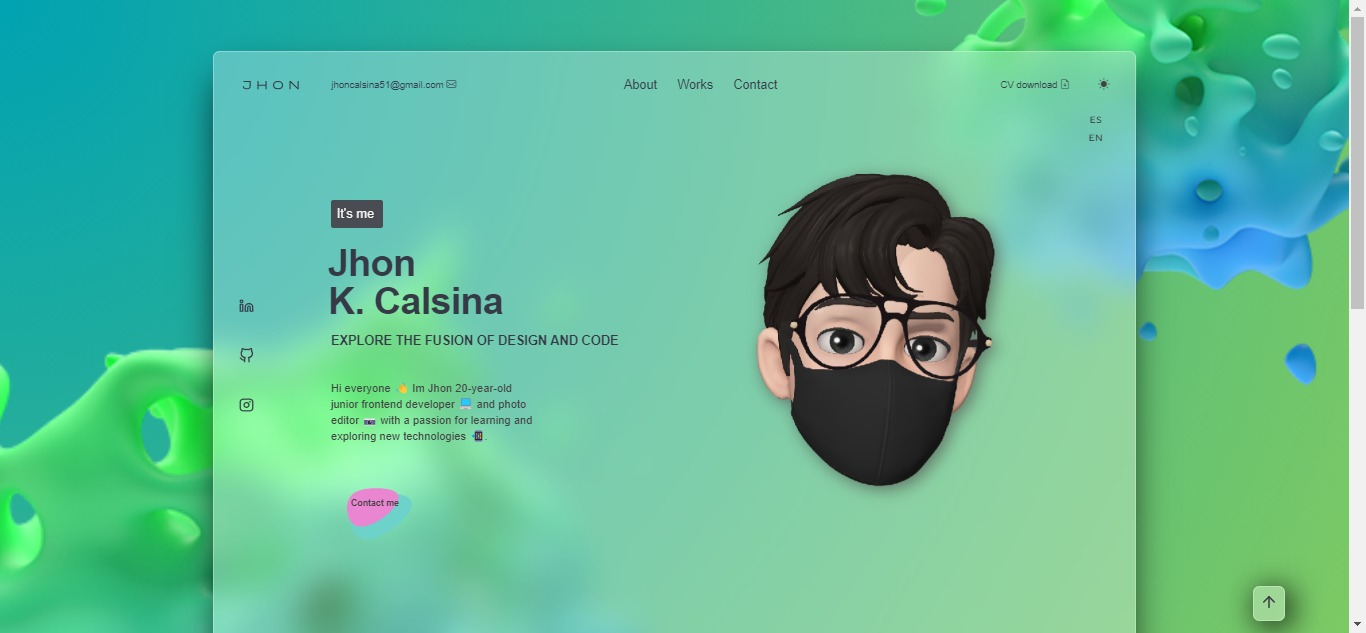 JHON
jhoncalsina51@gmail.com
About Works Contact
CV download
ES
EN
It's me
Jhon
K. Calsina
EXPLORE THE FUSION OF DESIGN AND CODE
Hi everyone 👋 Im Jhon 20-year-old
junior frontend developer 💻 and photo
editor 📷 with a passion for learning and
exploring new technologies 📲.
Contact me